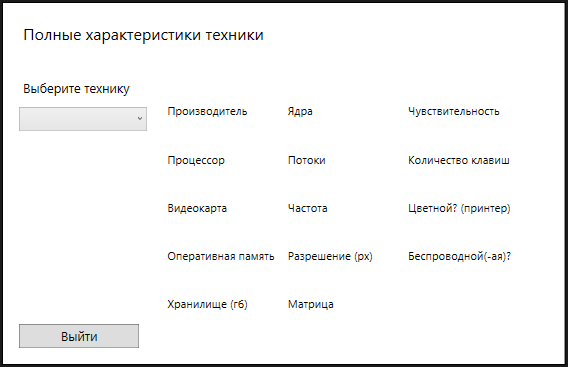 Полные характеристики техники
Выберите технику
Производитель Ядра Чувствительность
Процессор Потоки Количество клавиш
Видеокарта Частота Цветной? (принтер)
Оперативная память Разрешение (px) Беспроводной(-ая)?
Хранилище (гб) Матрица
Выйти